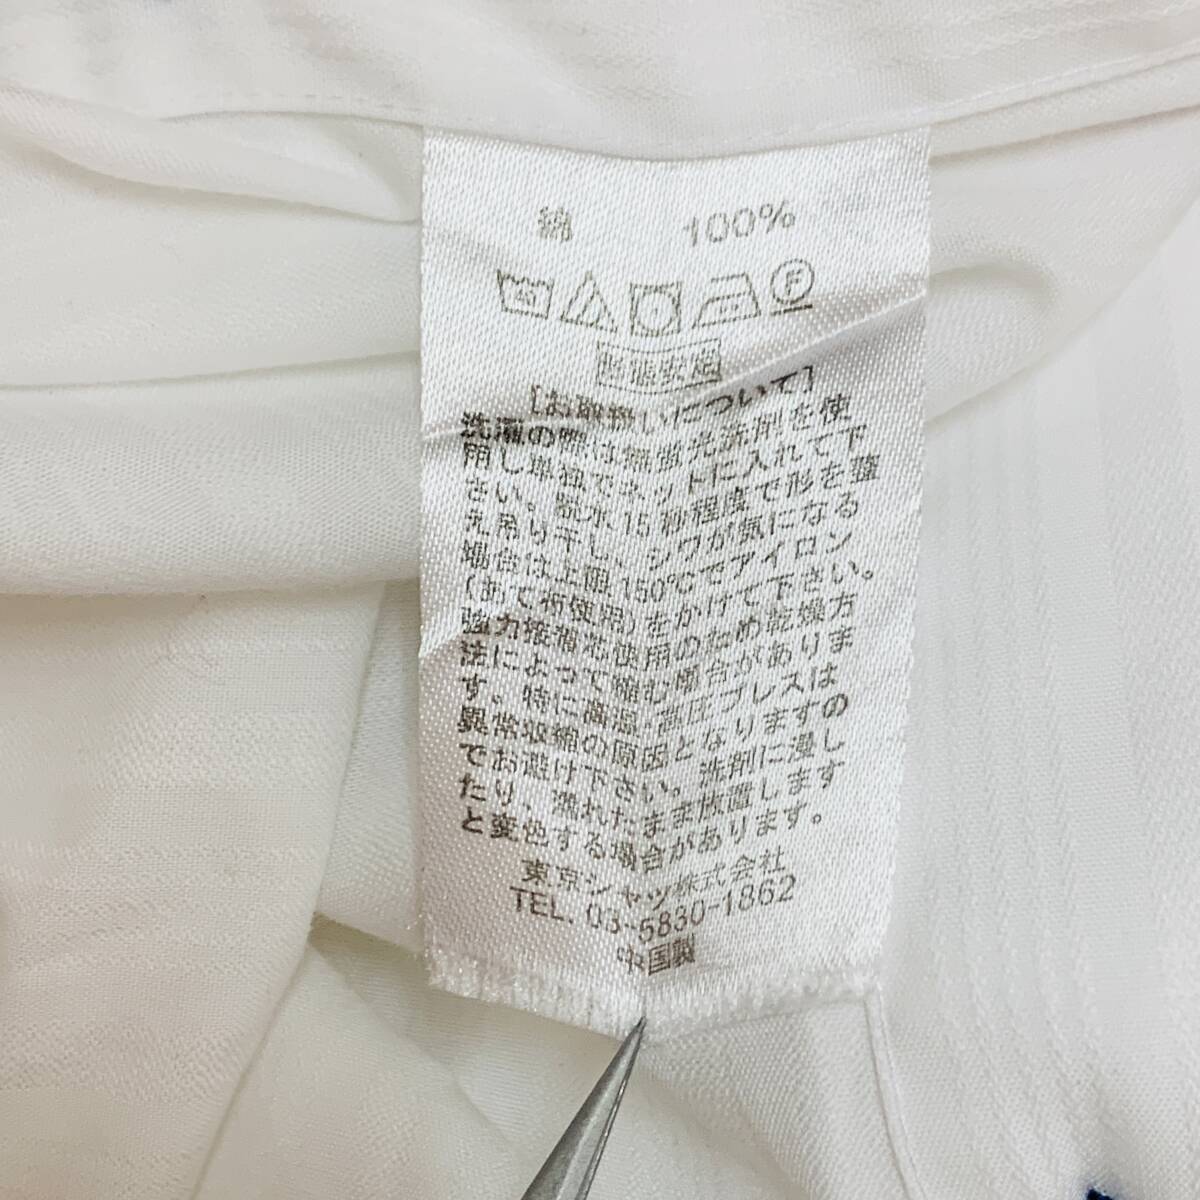 綿 100%
40
F
形態安定
[お取扱いについて]
洗濯の際は無蛍光洗剤を使
用し単独でネットに入れて下
さい。脱水15秒程度で形を整
え吊り干し、シワが気になる
場合は上限150℃でアイロン
(あて布使用)をかけて下さい。
強力接着芯使用のため乾燥方
法によって縮む場合がありま
す。特に高温・高圧プレスは
異常収縮の原因となりますの
でお避け下さい。洗剤に浸し
たり、濡れたまま放置します
と変色する場合があります。
東京シャツ株式会社
TEL. 03-5830-1862
中国製